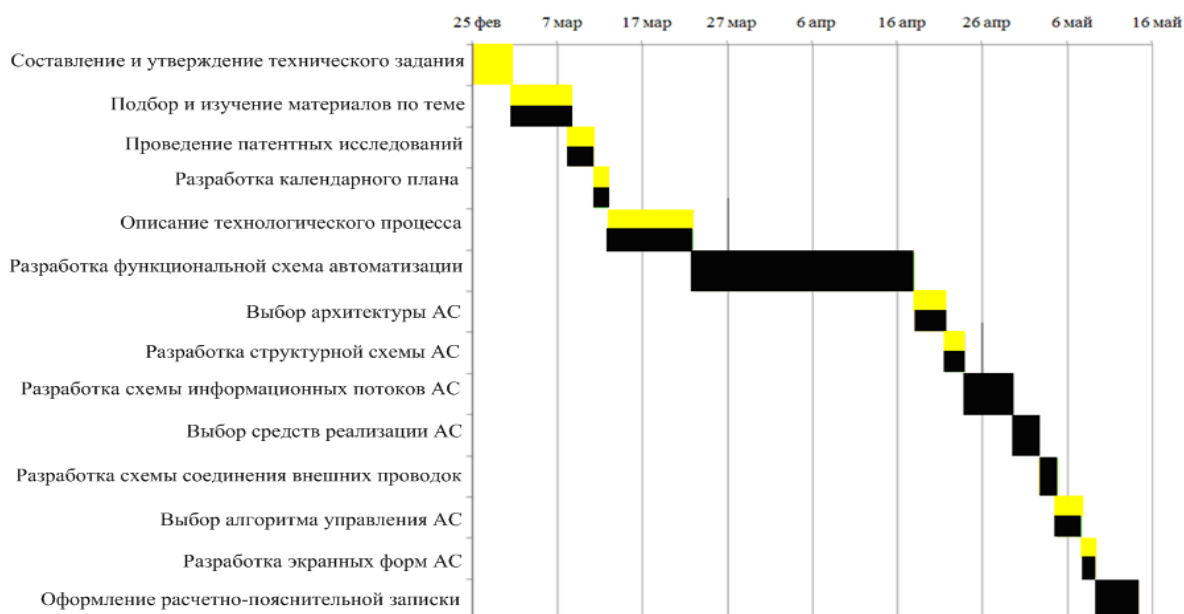 25 фев 7 мар 17 мар 27 мар 6 апр 16 апр 26 апр 6 май 16 май
Составление и утверждение технического задания
Подбор и изучение материалов по теме
Проведение патентных исследований
Разработка календарного плана
Описание технологического процесса
Разработка функциональной схема автоматизации
Выбор архитектуры АС
Разработка структурной схемы АС
Разработка схемы информационных потоков АС
Выбор средств реализации АС
Разработка схемы соединения внешних проводок
Выбор алгоритма управления АС
Разработка экранных форм АС
Оформление расчетно-пояснительной записки